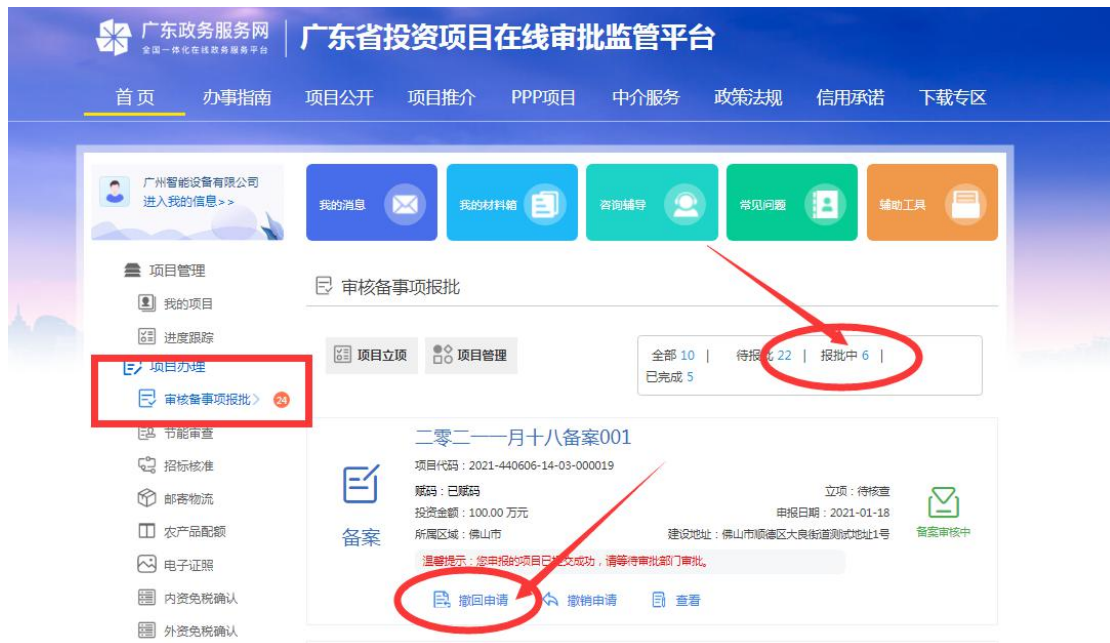 广东政务服务网
全国一体化在线政务服务平台
广东省投资项目在线审批监管平台
首页 办事指南 项目公开 项目推介 PPP项目 中介服务 政策法规 信用承诺 下载专区
广州智能设备有限公司
进入我的信息>>
我的消息 我的材料箱 咨询辅导 常见问题 辅助工具
项目管理
我的项目
进度跟踪
项目办理
审核备事项报批> 24
节能审查
招标核准
邮寄物流
农产品配额
电子证照
内资免税确认
外资免税确认
审核备事项报批
项目立项 项目管理
全部 10 | 待报批 22 | 报批中 6 |
已完成 5
二零二一一月十八备案001
项目代码：2021-440606-14-03-000019
赋码：已赋码 立项：待核查
投资金额：100.00 万元 申报日期：2021-01-18
所属区域：佛山市 建设地址：佛山市顺德区大良街道测试地址1号
备案
备案审核中
温馨提示：您申报的项目已提交成功，请等待审批部门审批。
撤回申请 撤销申请 查看